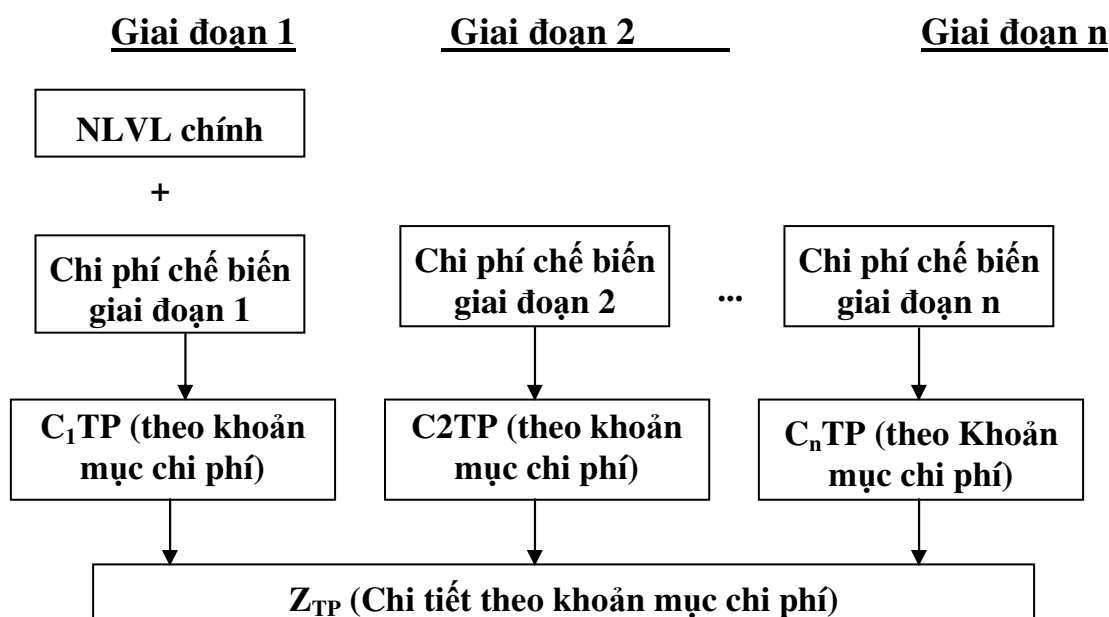 Giai đoạn 1 Giai đoạn 2 Giai đoạn n
NLVL chính
+
Chi phí chế biến
giai đoạn 1
Chi phí chế biến
giai đoạn 2
...
Chi phí chế biến
giai đoạn n
C₁TP (theo khoản
mục chi phí)
C2TP (theo khoản
mục chi phí)
CₙTP (theo Khoản
mục chi phí)
Z_TP (Chi tiết theo khoản mục chi phí)